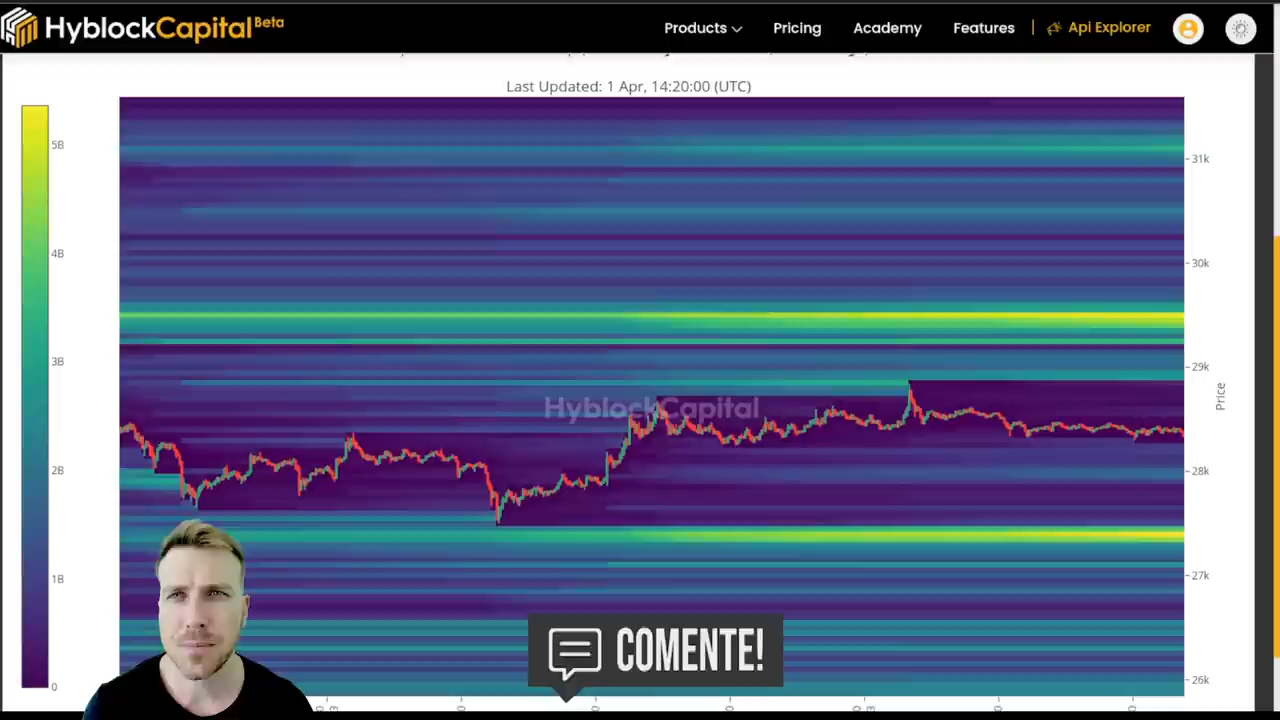 HyblockCapital Beta
Products Pricing Academy Features Api Explorer
Last Updated: 1 Apr, 14:20:00 (UTC)
5B
4B
3B
2B
1B
0
31k
30k
29k
28k
27k
26k
Price
HyblockCapital
COMENTE!